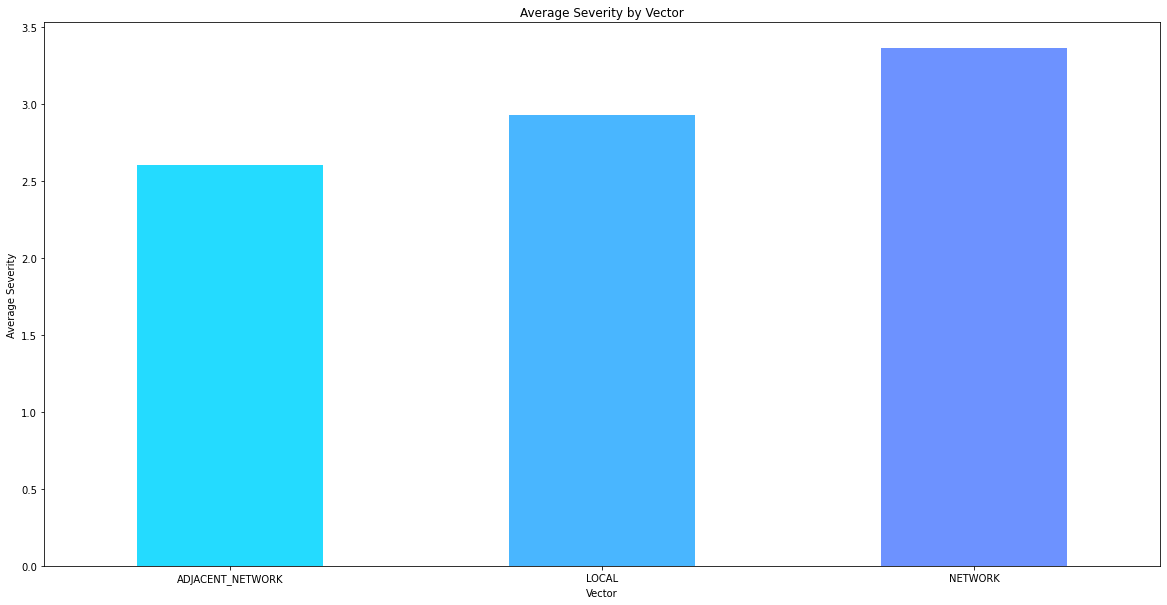 Average Severity by Vector
3.5
3.0
2.5
2.0
1.5
1.0
0.5
0.0
Average Severity
ADJACENT_NETWORK LOCAL NETWORK
Vector